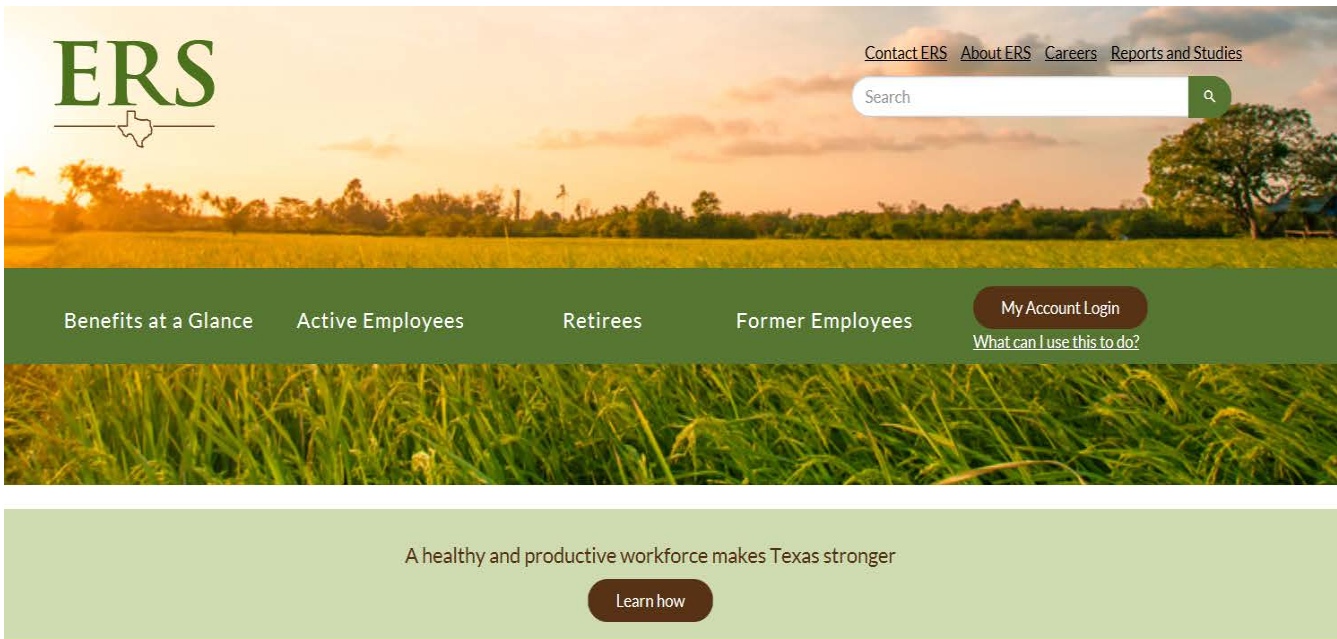 ERS
Contact ERS About ERS Careers Reports and Studies
Search
Benefits at a Glance Active Employees Retirees Former Employees My Account Login
What can I use this to do?
A healthy and productive workforce makes Texas stronger
Learn how